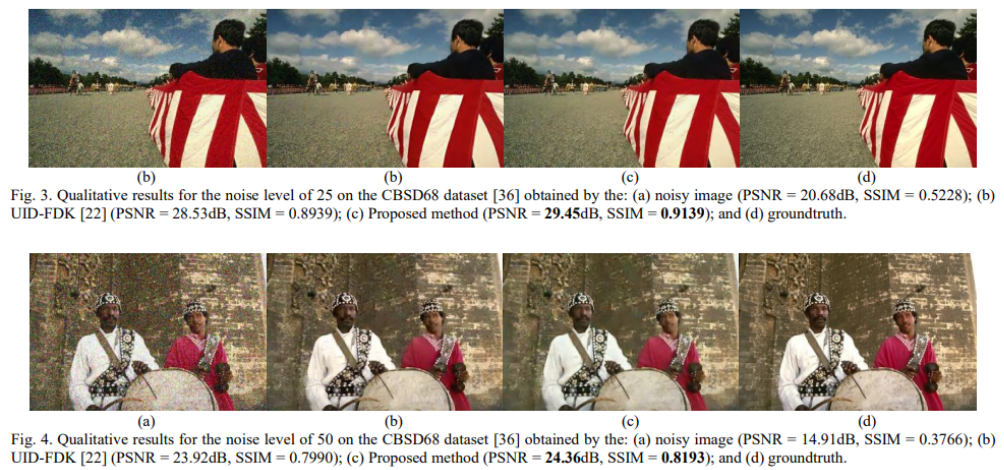 (b) (b) (c) (d)
Fig. 3. Qualitative results for the noise level of 25 on the CBSD68 dataset [36] obtained by the: (a) noisy image (PSNR = 20.68dB, SSIM = 0.5228); (b)
UID-FDK [22] (PSNR = 28.53dB, SSIM = 0.8939); (c) Proposed method (PSNR = 29.45dB, SSIM = 0.9139); and (d) groundtruth.
(a) (b) (c) (d)
Fig. 4. Qualitative results for the noise level of 50 on the CBSD68 dataset [36] obtained by the: (a) noisy image (PSNR = 14.91dB, SSIM = 0.3766); (b)
UID-FDK [22] (PSNR = 23.92dB, SSIM = 0.7990); (c) Proposed method (PSNR = 24.36dB, SSIM = 0.8193); and (d) groundtruth.